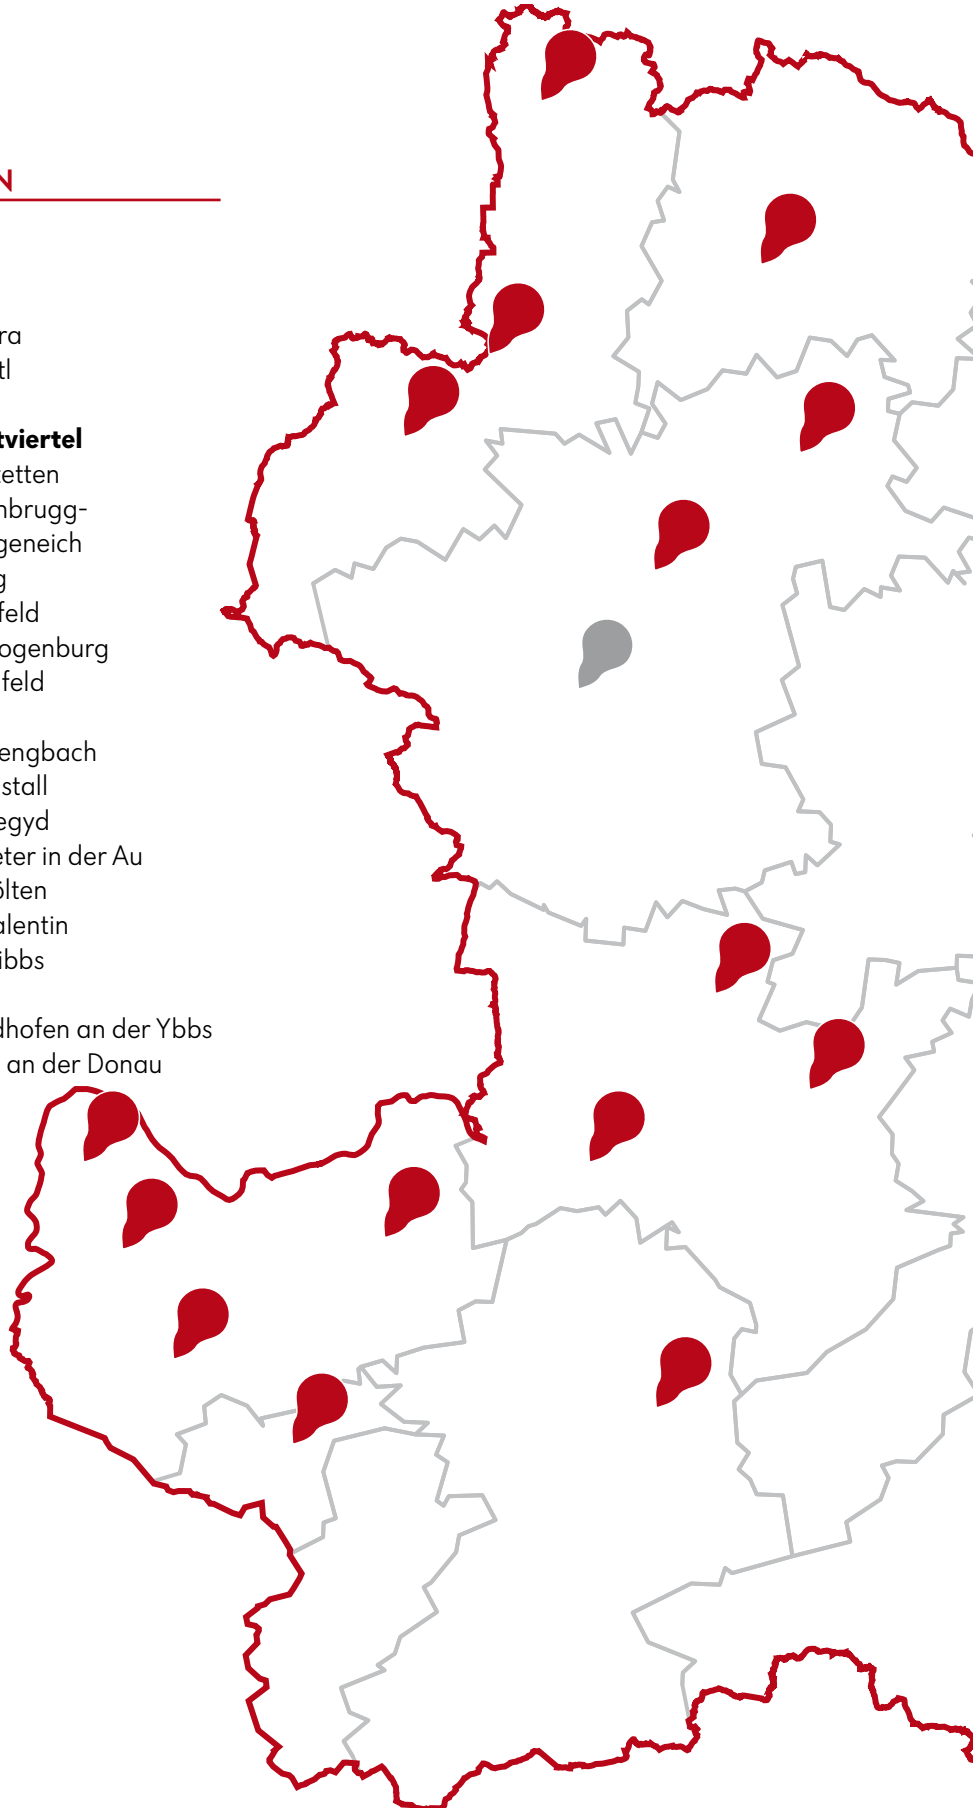 N
ra
tl
tviertel
etten
nbrugg-
geneich
g
feld
ogenburg
feld
engbach
stall
egyd
eter in der Au
ölten
alentin
ibbs
dhofen an der Ybbs
an der Donau